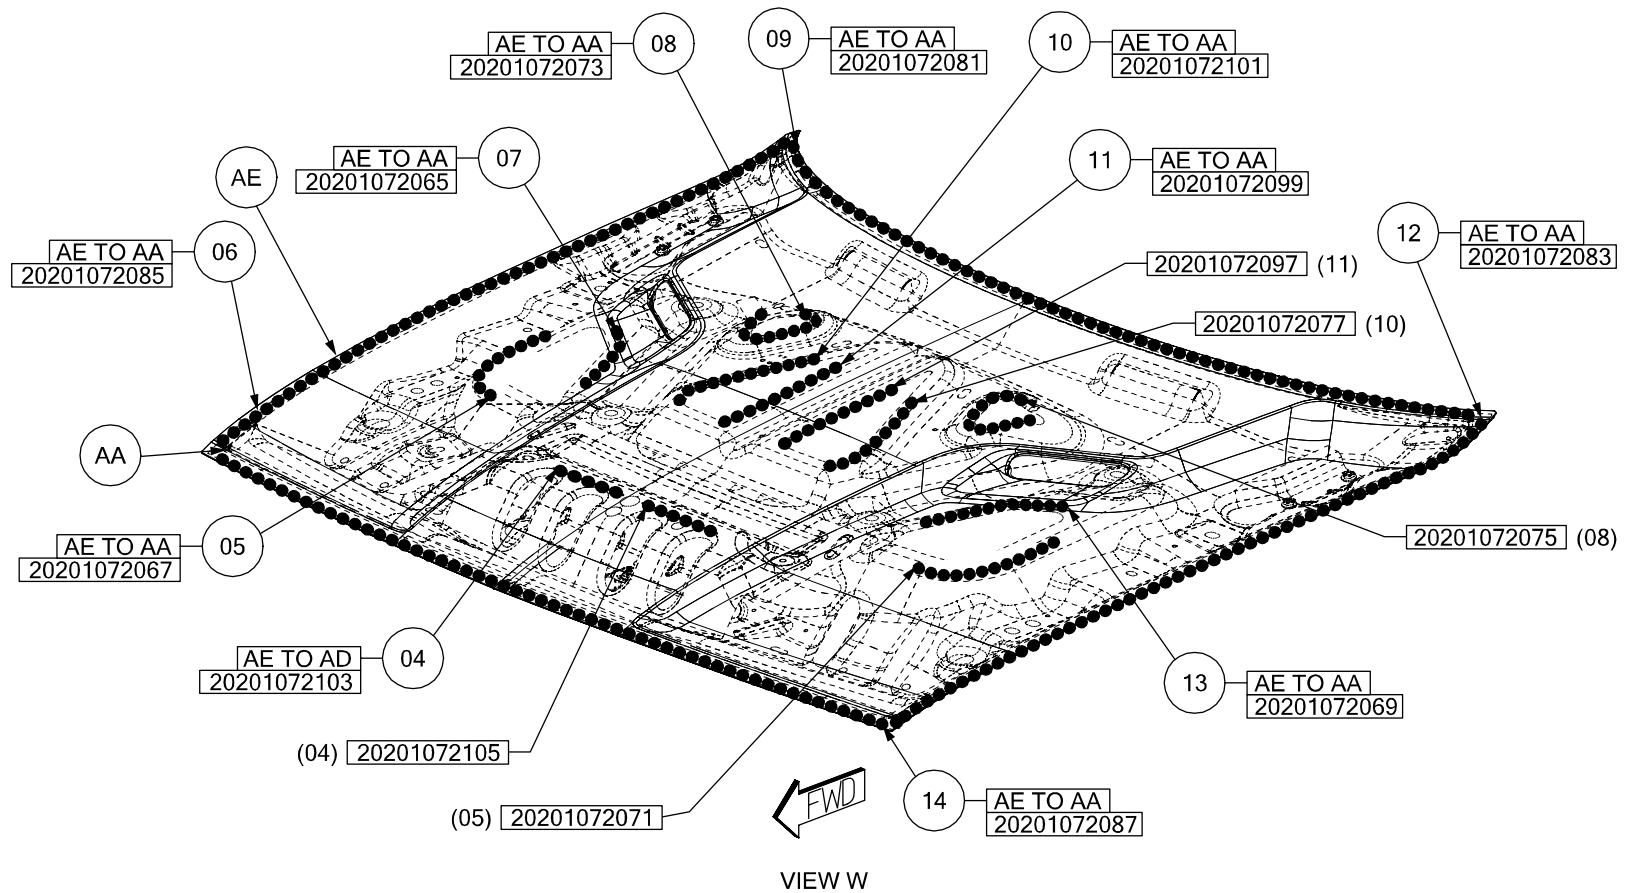 AE TO AA
20201072073
08
09
AE TO AA
20201072081
10
AE TO AA
20201072101
AE TO AA
20201072065
07
11
AE TO AA
20201072099
AE
AE TO AA
20201072085
06
12
AE TO AA
20201072083
20201072097 (11)
20201072077 (10)
AA
AE TO AA
20201072067
05
20201072075 (08)
AE TO AD
20201072103
04
13
AE TO AA
20201072069
(04) 20201072105
(05) 20201072071
FWD
14
AE TO AA
20201072087
VIEW W